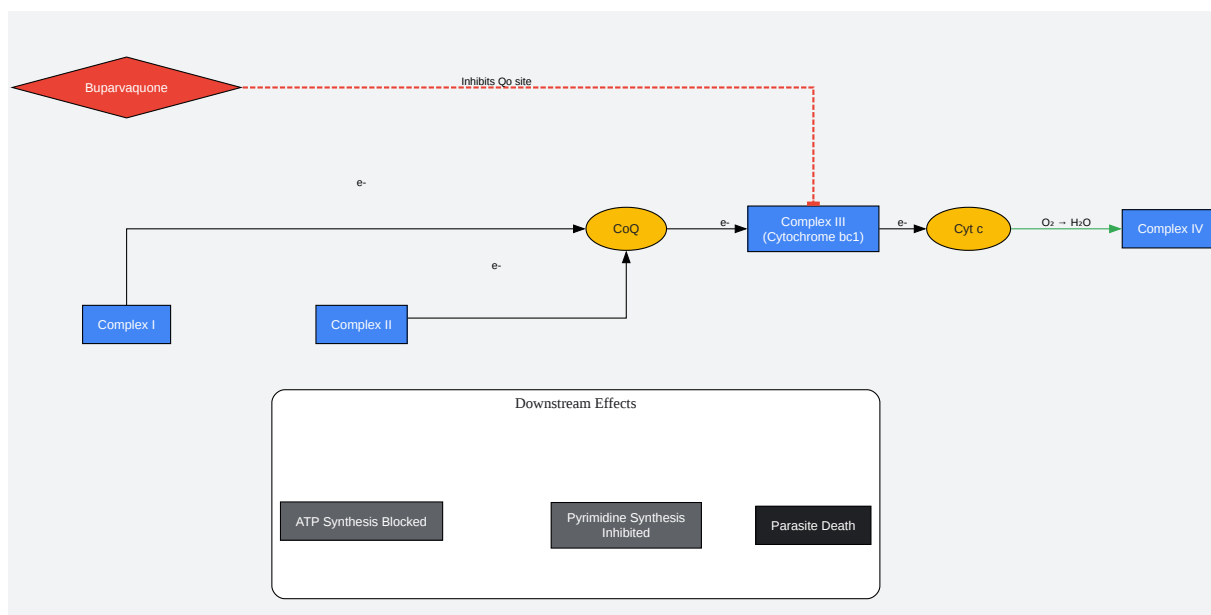 Buparvaquone
Inhibits Qo site
e-
CoQ
e-
Complex III
(Cytochrome bc1)
e-
Cyt c
O₂ → H₂O
Complex IV
e-
Complex I
Complex II
Downstream Effects
ATP Synthesis Blocked
Pyrimidine Synthesis
Inhibited
Parasite Death